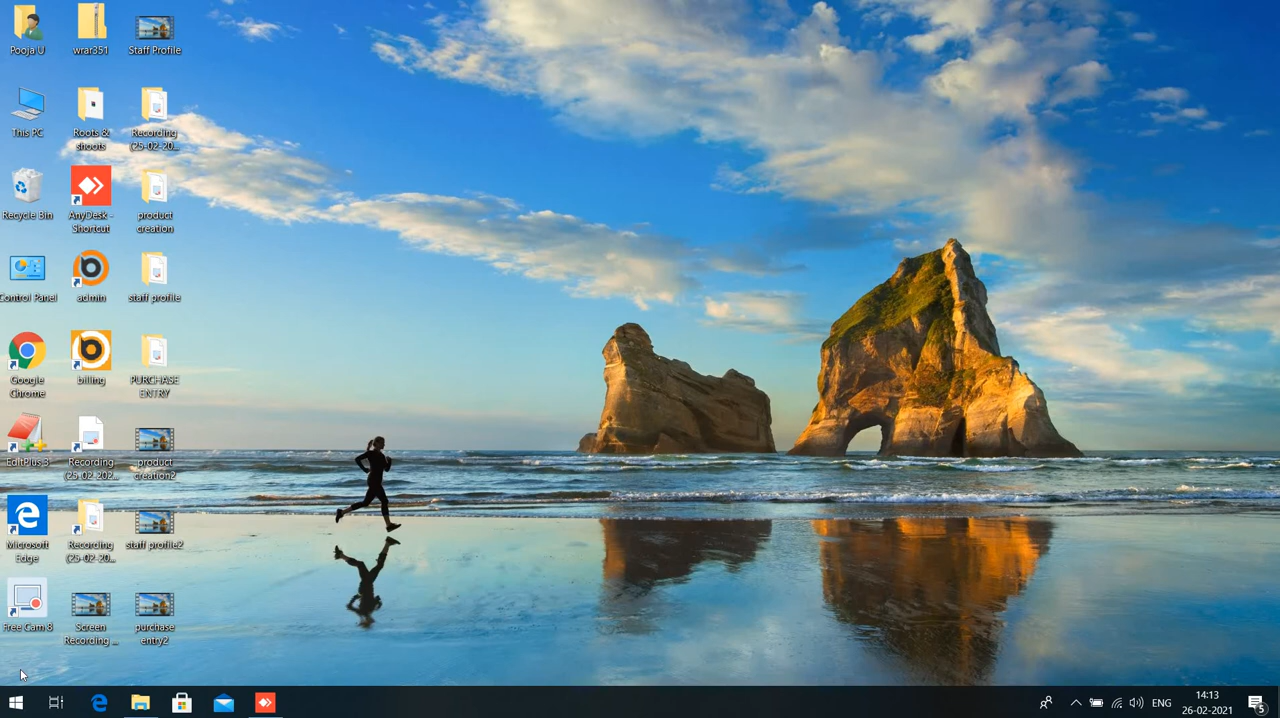 Pooja U
wrar351
Staff Profile
This PC
Roots &
shoots
Recording
(25-02-20...
Recycle Bin
AnyDesk -
Shortcut
product
creation
Control Panel
admin
staff profile
Google
Chrome
billing
PURCHASE
ENTRY
EditPlus 3
Recording
(25-02-202...
product
creation2
Microsoft
Edge
Recording
(25-02-20...
staff profile2
Free Cam 8
Screen
Recording ...
purchase
entry2
ENG
14:13
26-02-2021
5